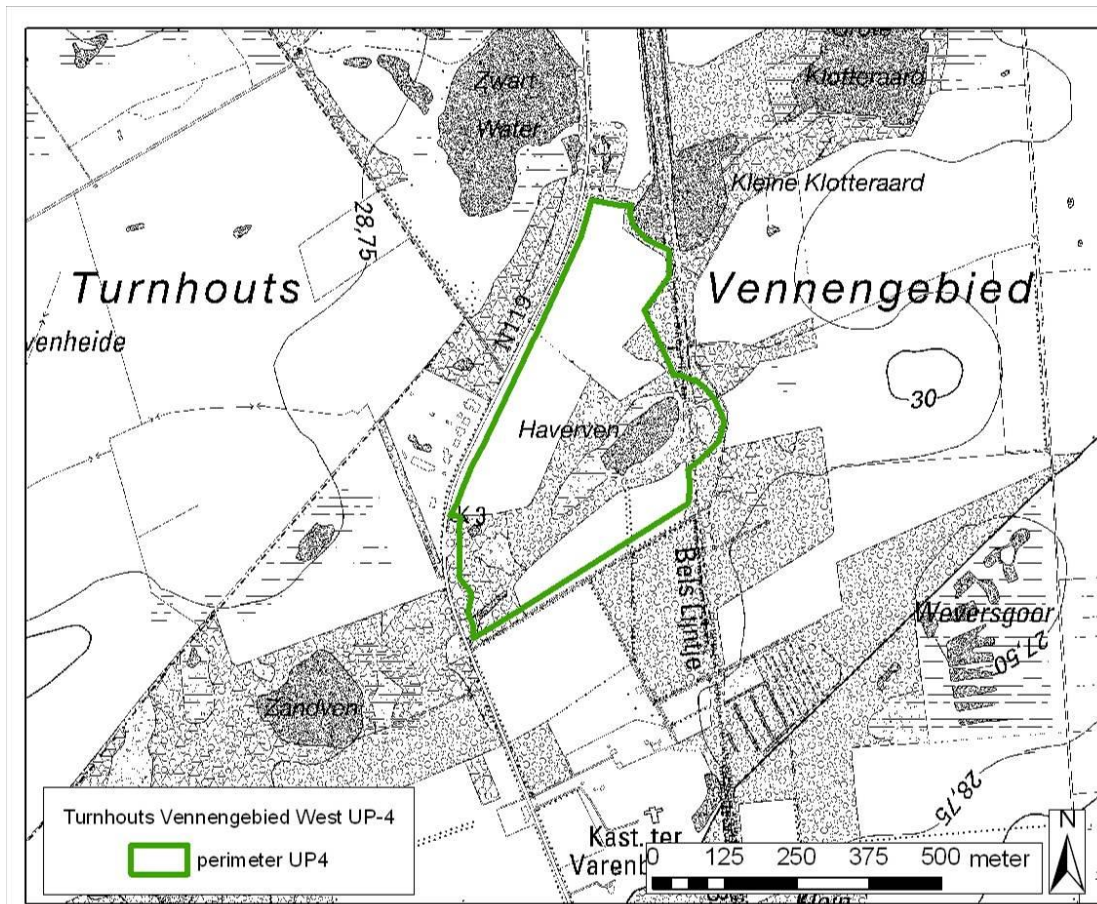 Grote
Klotteraard
Zwart
Water
Kleine Klotteraard
28,75
Turnhouts
Vennengebied
N119
venheide
30
Haverven
K3
Bels Lijntje
Weversgoor
27,50
Zandven
28,75
Turnhouts Vennengebied West UP-4
perimeter UP4
Kast. ter
0 125 250 375 500 meter
N